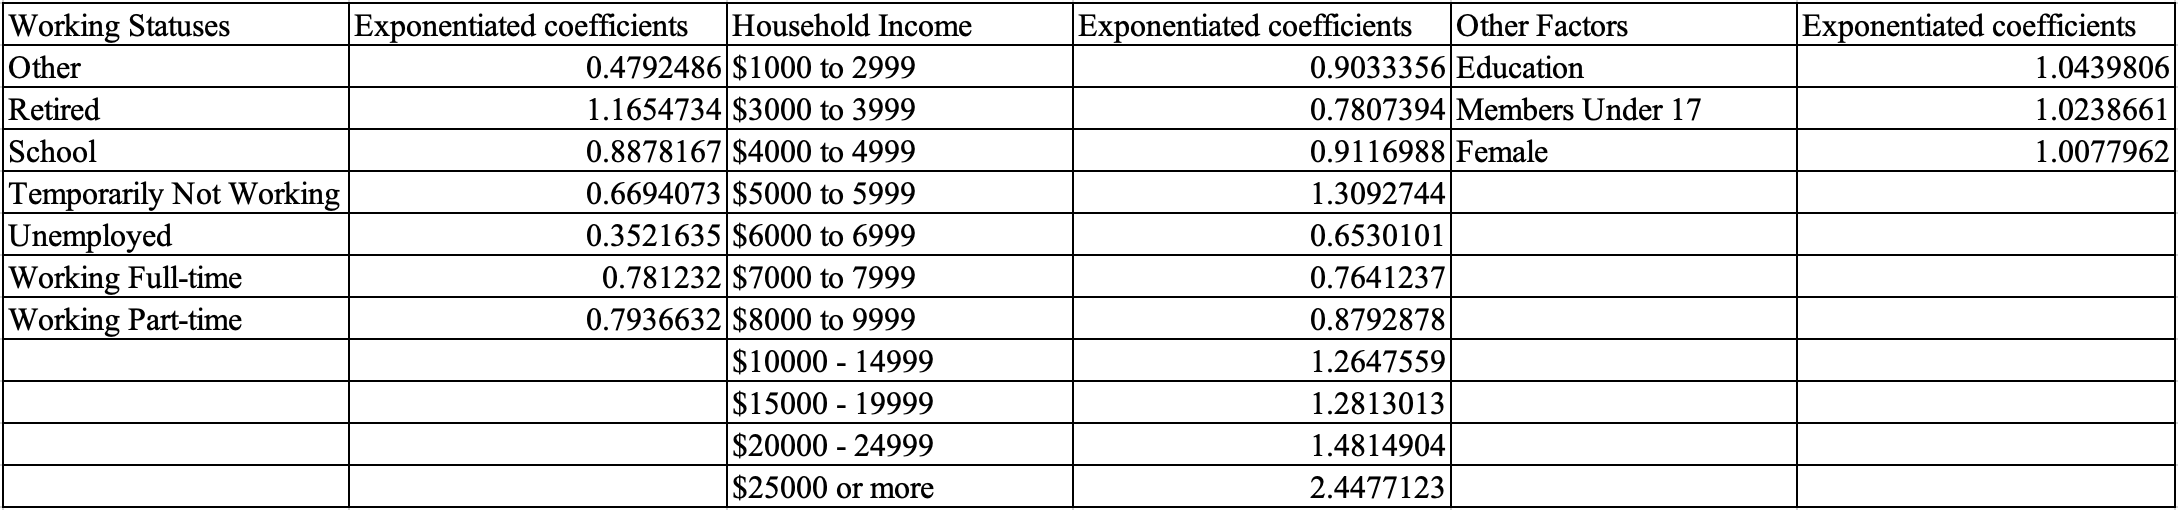 Working Statuses Exponentiated coefficients Household Income Exponentiated coefficients Other Factors Exponentiated coefficients
Other 0.4792486 $1000 to 2999 0.9033356 Education 1.0439806
Retired 1.1654734 $3000 to 3999 0.7807394 Members Under 17 1.0238661
School 0.8878167 $4000 to 4999 0.9116988 Female 1.0077962
Temporarily Not Working 0.6694073 $5000 to 5999 1.3092744
Unemployed 0.3521635 $6000 to 6999 0.6530101
Working Full-time 0.781232 $7000 to 7999 0.7641237
Working Part-time 0.7936632 $8000 to 9999 0.8792878
$10000 - 14999 1.2647559
$15000 - 19999 1.2813013
$20000 - 24999 1.4814904
$25000 or more 2.4477123